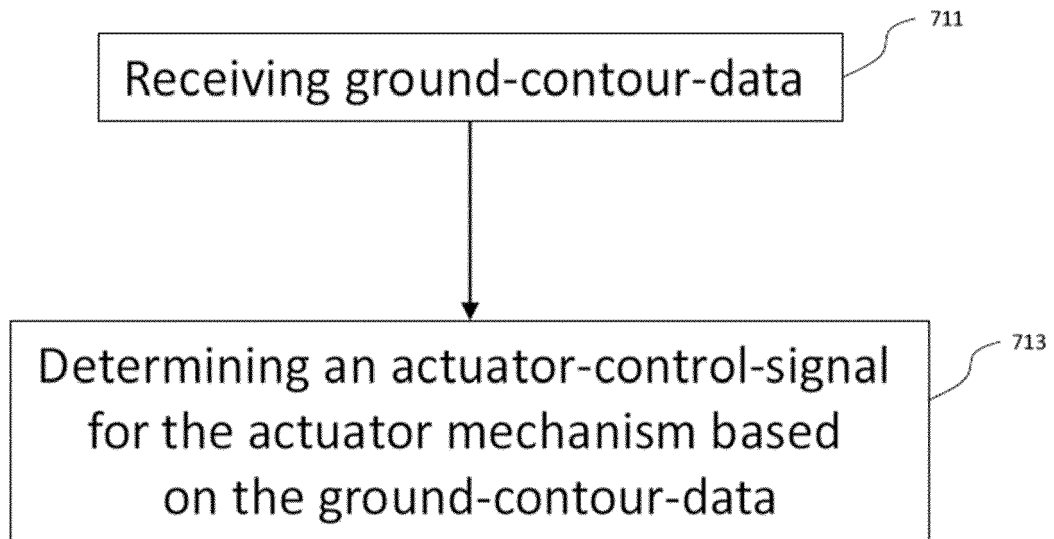 711
Receiving ground-contour-data
713
Determining an actuator-control-signal
for the actuator mechanism based
on the ground-contour-data